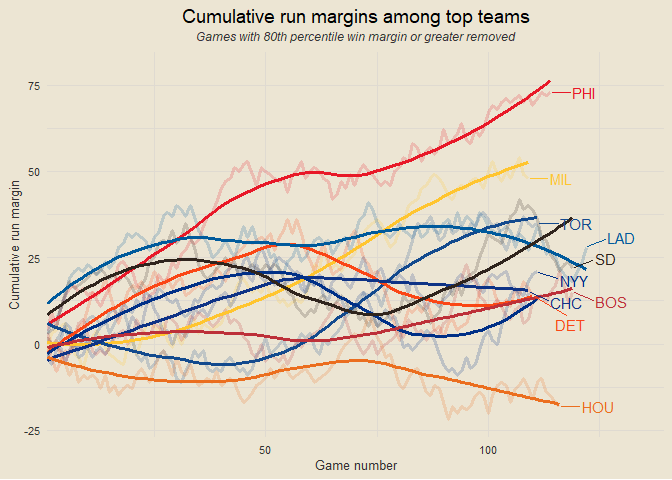 Cumulative run margins among top teams
Games with 80th percentile win margin or greater removed
75
50
25
0
-25
Cumulative run margin
PHI
MIL
TOR
LAD
SD
NYY
CHC
BOS
DET
HOU
50
100
Game number